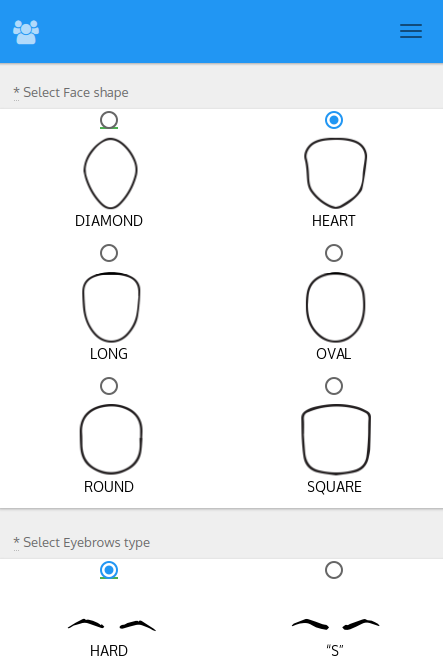 * Select Face shape
DIAMOND
HEART
LONG
OVAL
ROUND
SQUARE
* Select Eyebrows type
HARD
“S”